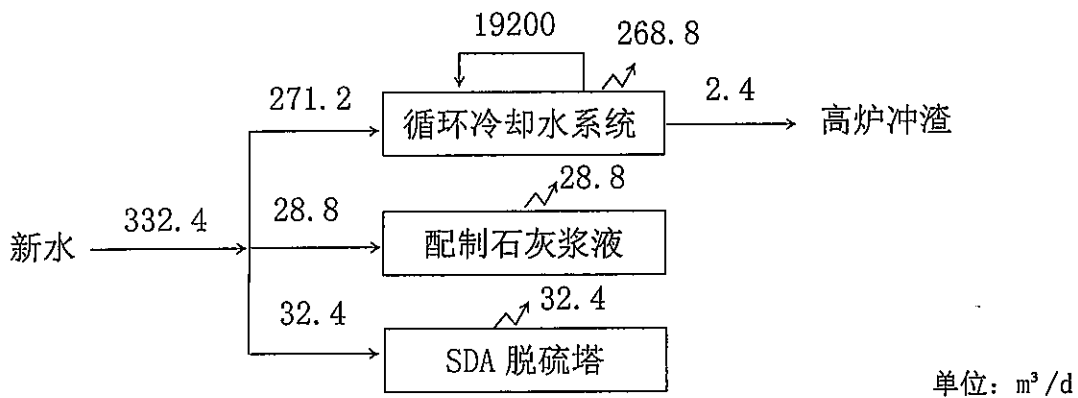 19200
268.8
271.2
循环冷却水系统
2.4
高炉冲渣
28.8
新水
332.4
28.8
配制石灰浆液
32.4
32.4
SDA脱硫塔
单位：m³/d